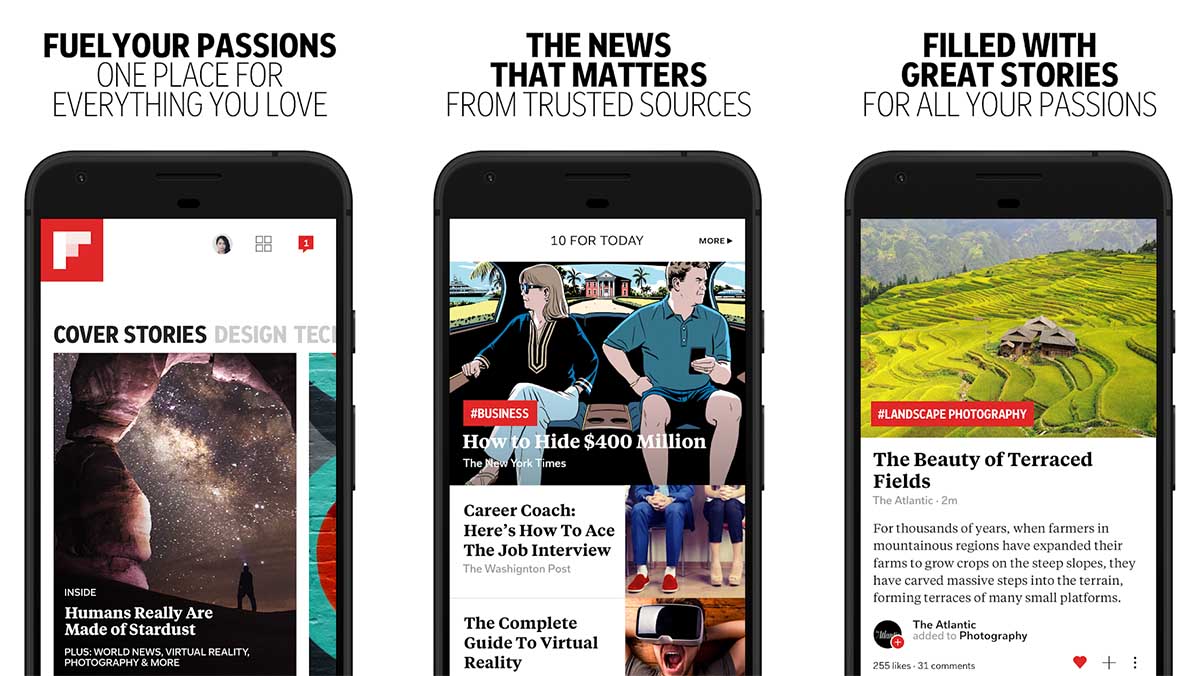 FUEL YOUR PASSIONS
ONE PLACE FOR
EVERYTHING YOU LOVE
1
COVER STORIES DESIGN TECH
INSIDE
Humans Really Are
Made of Stardust
PLUS: WORLD NEWS, VIRTUAL REALITY,
PHOTOGRAPHY & MORE
THE NEWS
THAT MATTERS
FROM TRUSTED SOURCES
10 FOR TODAY
MORE ▶
#BUSINESS
How to Hide $400 Million
The New York Times
Career Coach:
Here's How To Ace
The Job Interview
The Washignton Post
The Complete
Guide To Virtual
Reality
FILLED WITH
GREAT STORIES
FOR ALL YOUR PASSIONS
#LANDSCAPE PHOTOGRAPHY
The Beauty of Terraced
Fields
The Atlantic · 2m
For thousands of years, when farmers in
mountainous regions have expanded their
farms to grow crops on the steep slopes, they
have carved massive steps into the terrain,
forming terraces of many small platforms.
The Atlantic
added to Photography
255 likes · 31 comments